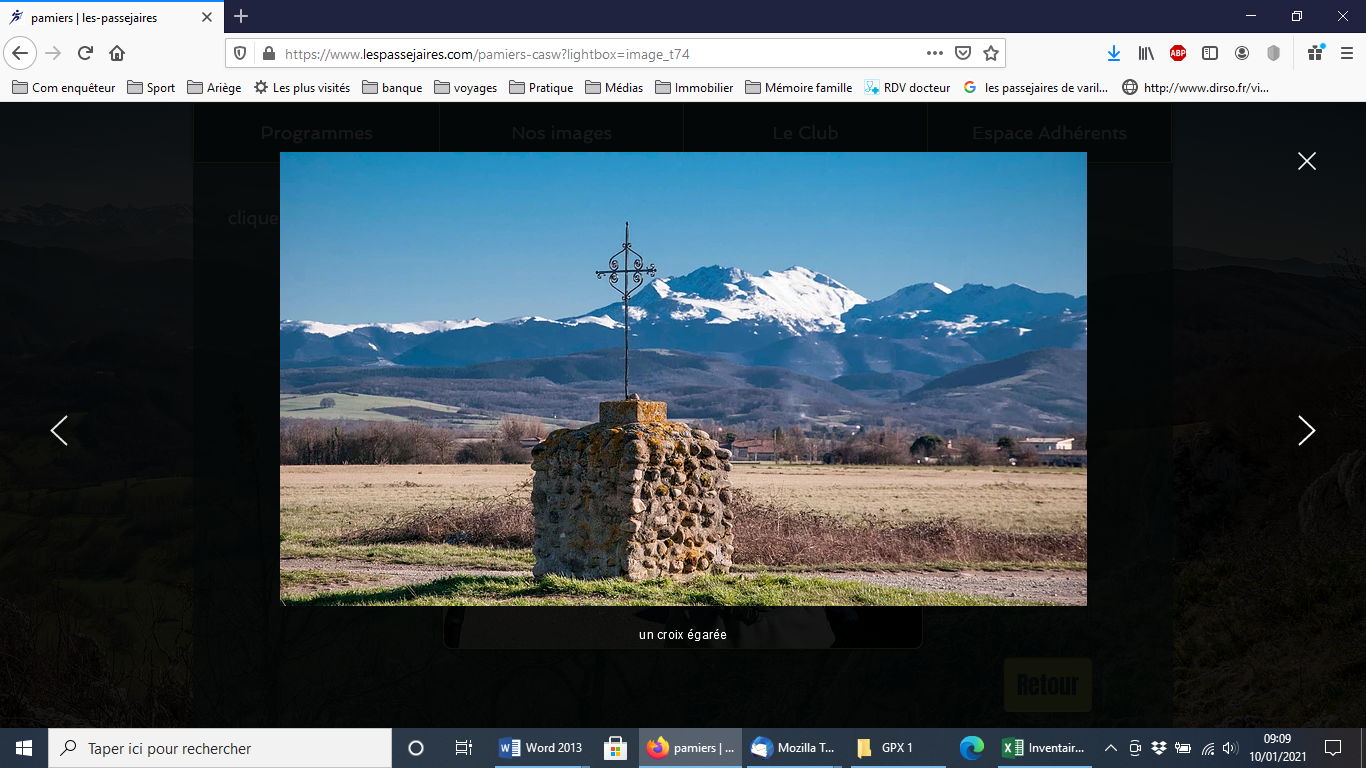 pamiers | les-passejaires
https://www.lespassejaires.com/pamiers-casw?lightbox=image_t74
ABP
Com enquêteur
Sport
Ariège
Les plus visités
banque
voyages
Pratique
Médias
Immobilier
Mémoire famille
RDV docteur
les passejaires de varil...
http://www.dirso.fr/vi...
Programmes
Nos images
Le Club
Espace Adhérents
clique
un croix égarée
Retour
Taper ici pour rechercher
Word 2013
pamiers | ...
Mozilla T...
GPX 1
Inventair...
09:09
10/01/2021